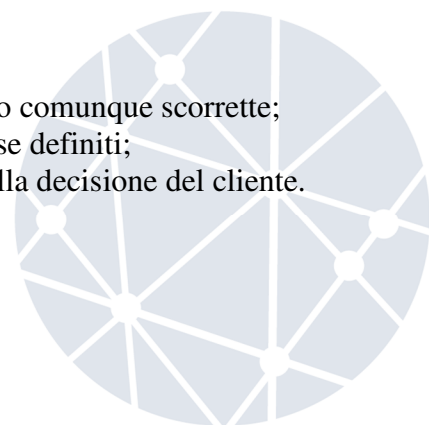 o comunque scorrette;
se definiti;
lla decisione del cliente.